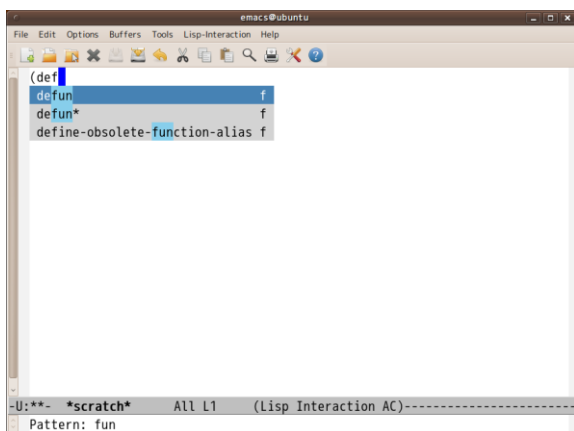 emacs@ubuntu
File Edit Options Buffers Tools Lisp-Interaction Help
(def
defun f
defun* f
define-obsolete-function-alias f
-U:**- *scratch* All L1 (Lisp Interaction AC)------------------------
Pattern: fun